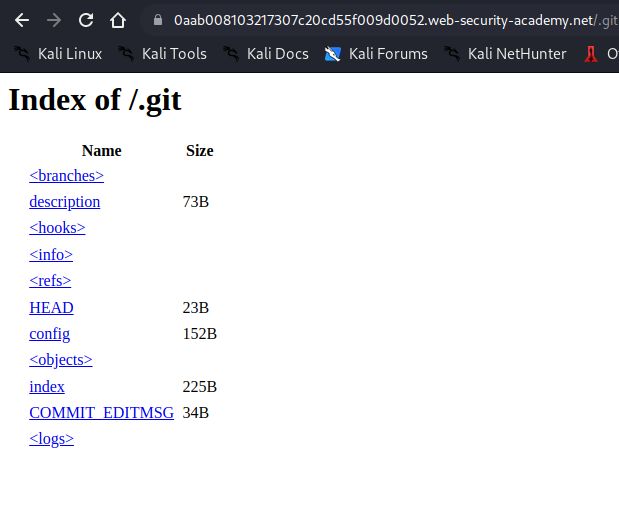 0aab008103217307c20cd55f009d0052.web-security-academy.net/.git
Kali Linux Kali Tools Kali Docs Kali Forums Kali NetHunter
Index of /.git
Name Size
<branches>
description 73B
<hooks>
<info>
<refs>
HEAD 23B
config 152B
<objects>
index 225B
COMMIT_EDITMSG 34B
<logs>